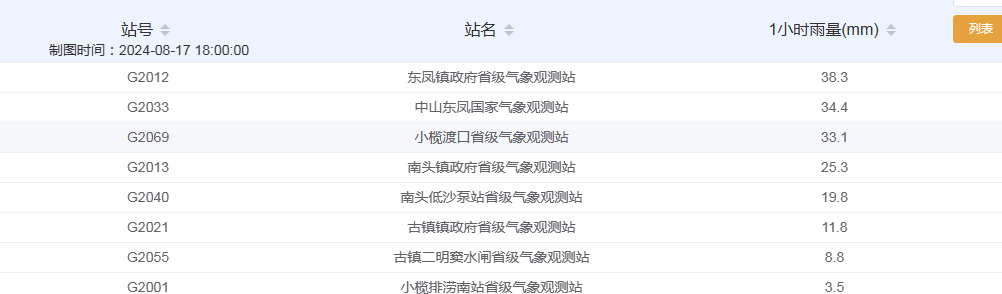 站号 站名 1小时雨量(mm) 列表
制图时间：2024-08-17 18:00:00
G2012 东凤镇政府省级气象观测站 38.3
G2033 中山东凤国家气象观测站 34.4
G2069 小榄渡口省级气象观测站 33.1
G2013 南头镇政府省级气象观测站 25.3
G2040 南头低沙泵站省级气象观测站 19.8
G2021 古镇镇政府省级气象观测站 11.8
G2055 古镇二明窦水闸省级气象观测站 8.8
G2001 小榄排涝南站省级气象观测站 3.5